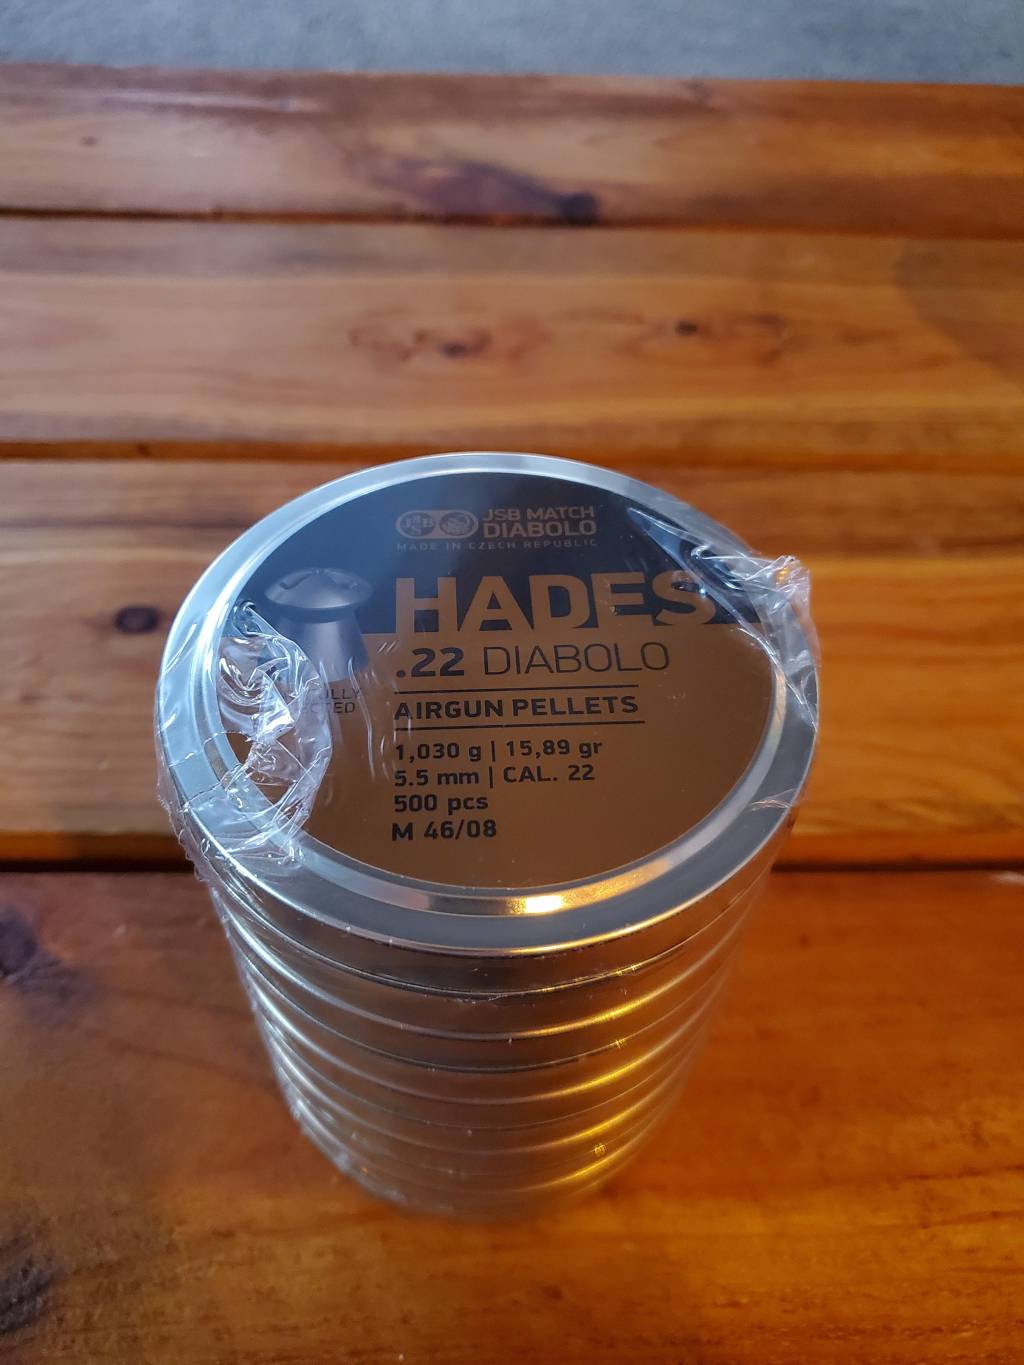 JSB
JSB MATCH
DIABOLO
MADE IN CZECH REPUBLIC
HADES
.22 DIABOLO
AIRGUN PELLETS
1,030 g | 15,89 gr
5.5 mm | CAL. 22
500 pcs
M 46/08